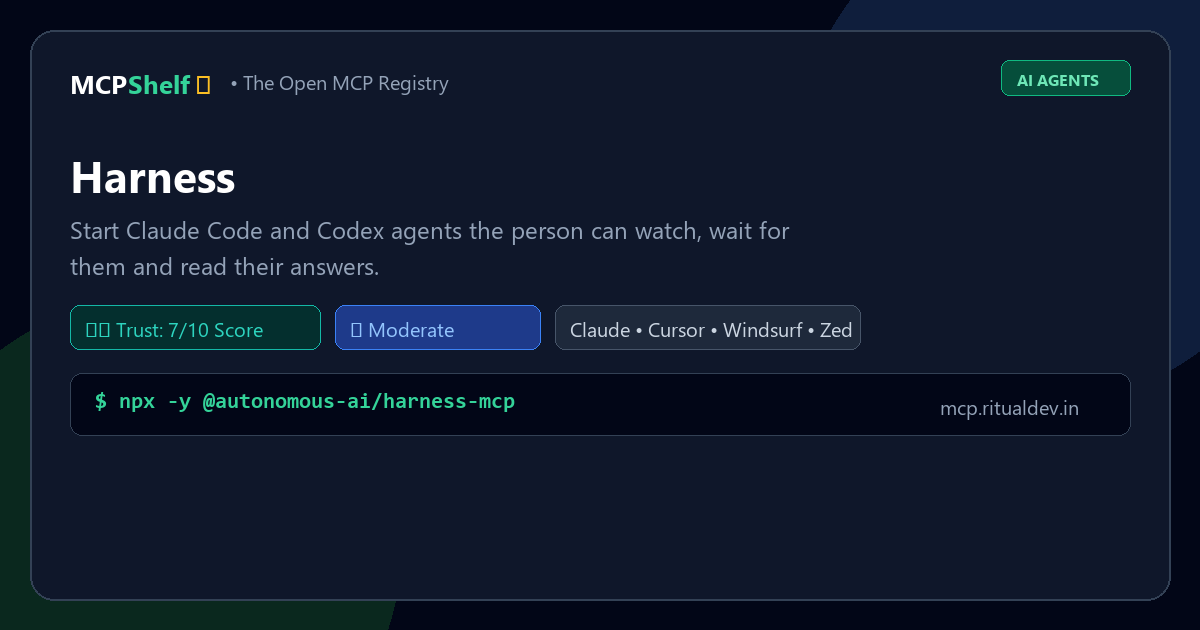 MCPShelf • The Open MCP Registry
AI AGENTS
Harness
Start Claude Code and Codex agents the person can watch, wait for
them and read their answers.
Trust: 7/10 Score
Moderate
Claude • Cursor • Windsurf • Zed
$ npx -y @autonomous-ai/harness-mcp
mcp.ritualdev.in